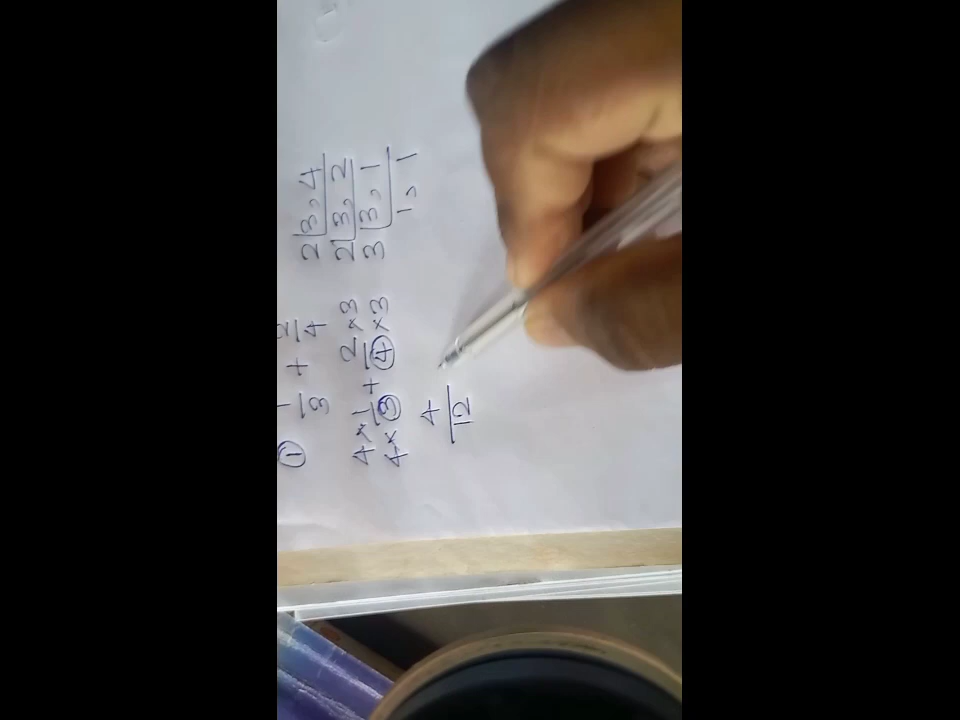 ① 1/3 + 2/4
4×1/4×③ + 2×3/④×3
4/12
2|3, 4
2|3, 2
3|3, 1
1, 1